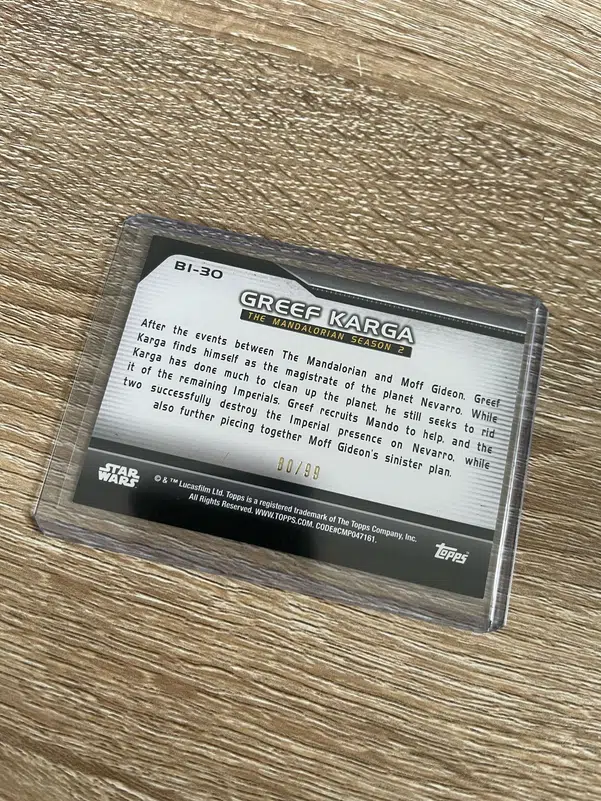 BI-30
GREEF KARGA
THE MANDALORIAN SEASON 2
After the events between The Mandalorian and Moff Gideon, Greef
Karga finds himself as the magistrate of the planet Nevarro. While
Karga has done much to clean up the planet, he still seeks to rid
it of the remaining Imperials. Greef recruits Mando to help, and the
two successfully destroy the Imperial presence on Nevarro, while
also further piecing together Moff Gideon's sinister plan.
80/99
STAR
WARS
© & ™ Lucasfilm Ltd. Topps is a registered trademark of The Topps Company, Inc.
All Rights Reserved. WWW.TOPPS.COM. CODE#CMP047161.
Topps